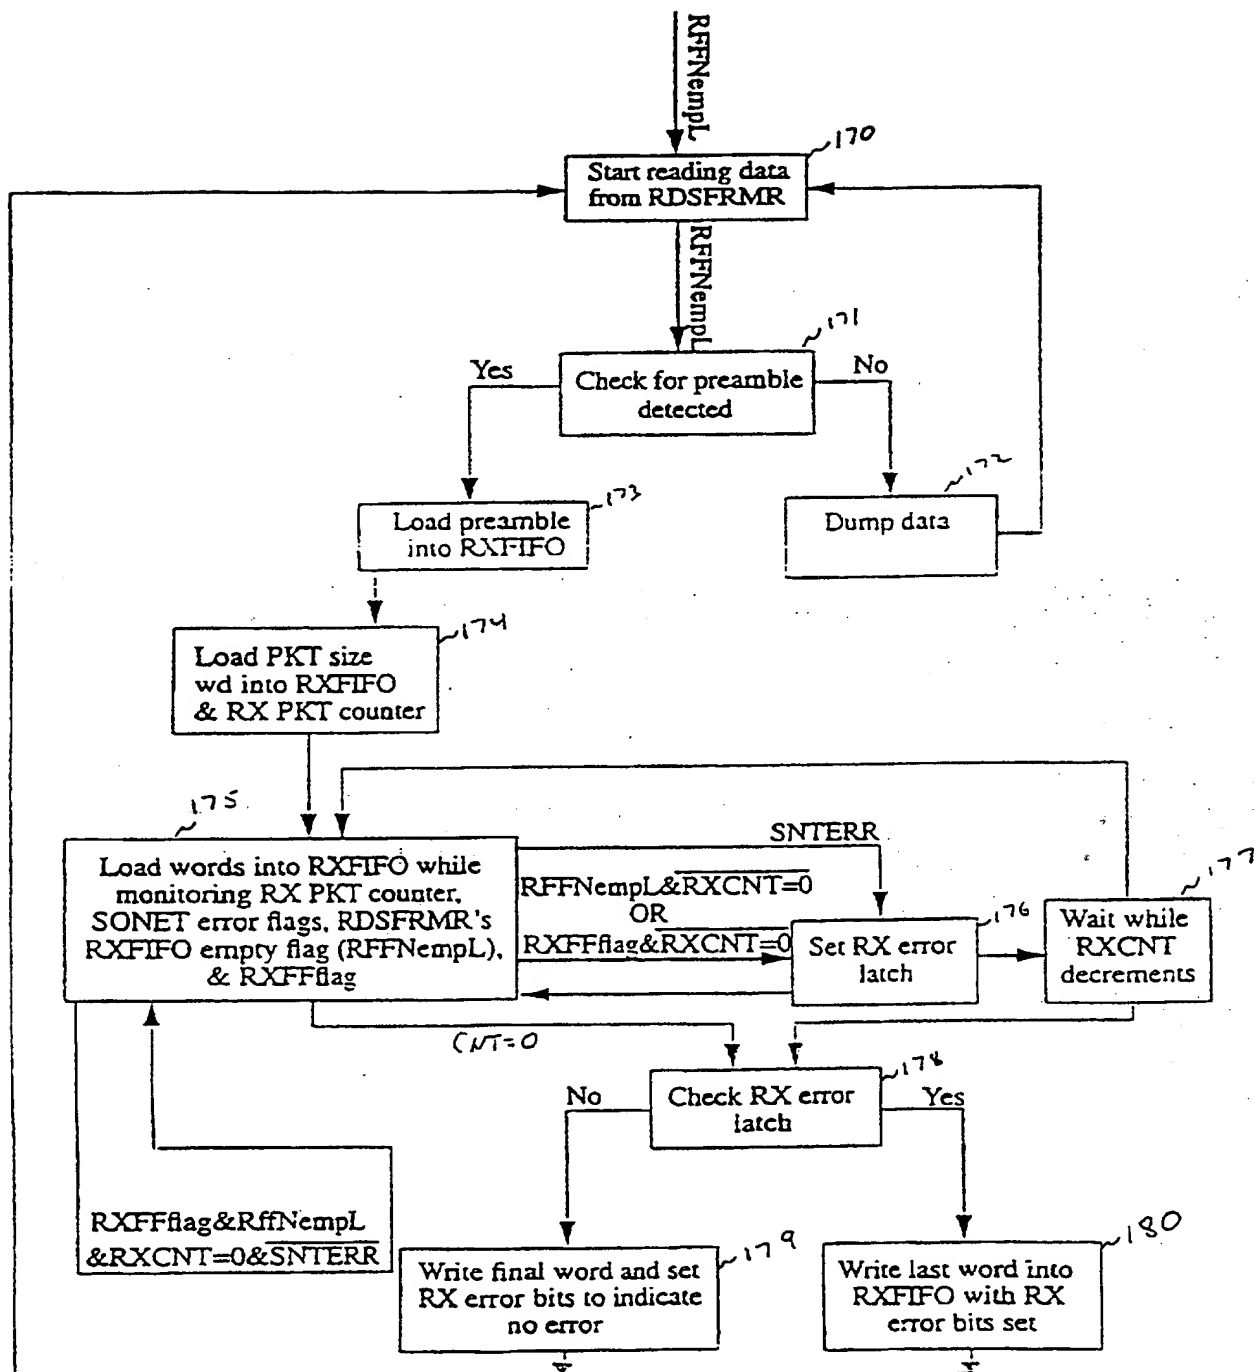 RFFNempL
170
Start reading data
from RDSFRMR
RFFNempL
171
Yes
Check for preamble
detected
No
172
173
Load preamble
into RXFIFO
Dump data
174
Load PKT size
wd into RXFIFO
& RX PKT counter
175
SNTERR
177
Load words into RXFIFO while
monitoring RX PKT counter,
SONET error flags, RDSFRMR's
RXFIFO empty flag (RFFNempL),
& RXFFflag
RFFNempL&RXCNT=0
OR
RXFFflag&RXCNT=0
176
Set RX error
latch
Wait while
RXCNT
decrements
CNT=0
178
No
Check RX error
latch
Yes
RXFFflag&RffNempL
&RXCNT=0&SNTERR
179
180
Write final word and set
RX error bits to indicate
no error
Write last word into
RXFIFO with RX
error bits set